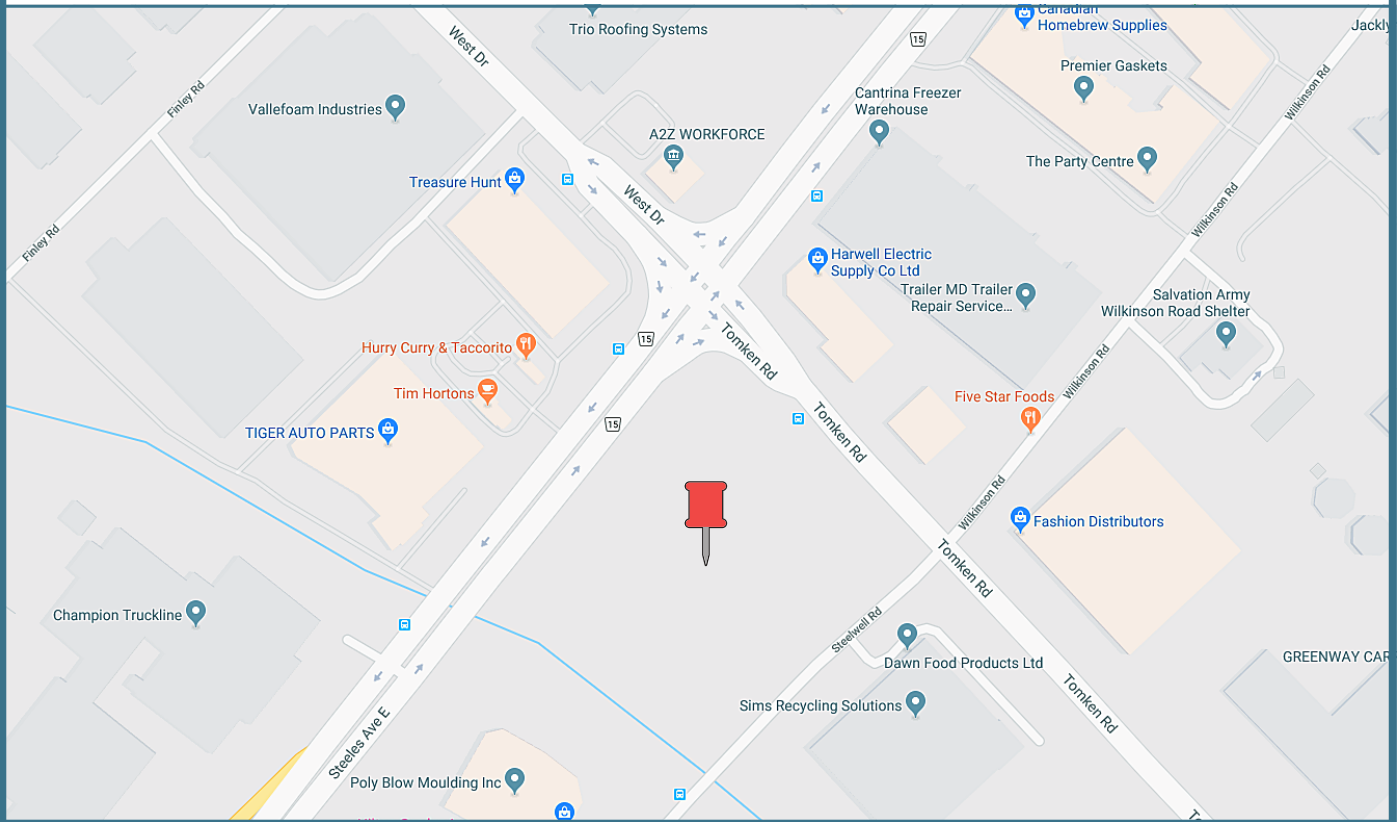 Canadian
Homebrew Supplies
Jackly
West Dr
Trio Roofing Systems
15
Premier Gaskets
Finley Rd
Vallefoam Industries
Cantrina Freezer
Warehouse
Wilkinson Rd
A2Z WORKFORCE
The Party Centre
Treasure Hunt
West Dr
Wilkinson Rd
Finley Rd
Harwell Electric
Supply Co Ltd
Trailer MD Trailer
Repair Service...
Salvation Army
Wilkinson Road Shelter
15
Hurry Curry & Taccorito
Tomken Rd
Wilkinson Rd
Tim Hortons
Five Star Foods
15
TIGER AUTO PARTS
Tomken Rd
Wilkinson Rd
Fashion Distributors
Tomken Rd
Champion Truckline
Steelwell Rd
Dawn Food Products Ltd
GREENWAY CAR
Sims Recycling Solutions
Tomken Rd
Steeles Ave E
Poly Blow Moulding Inc